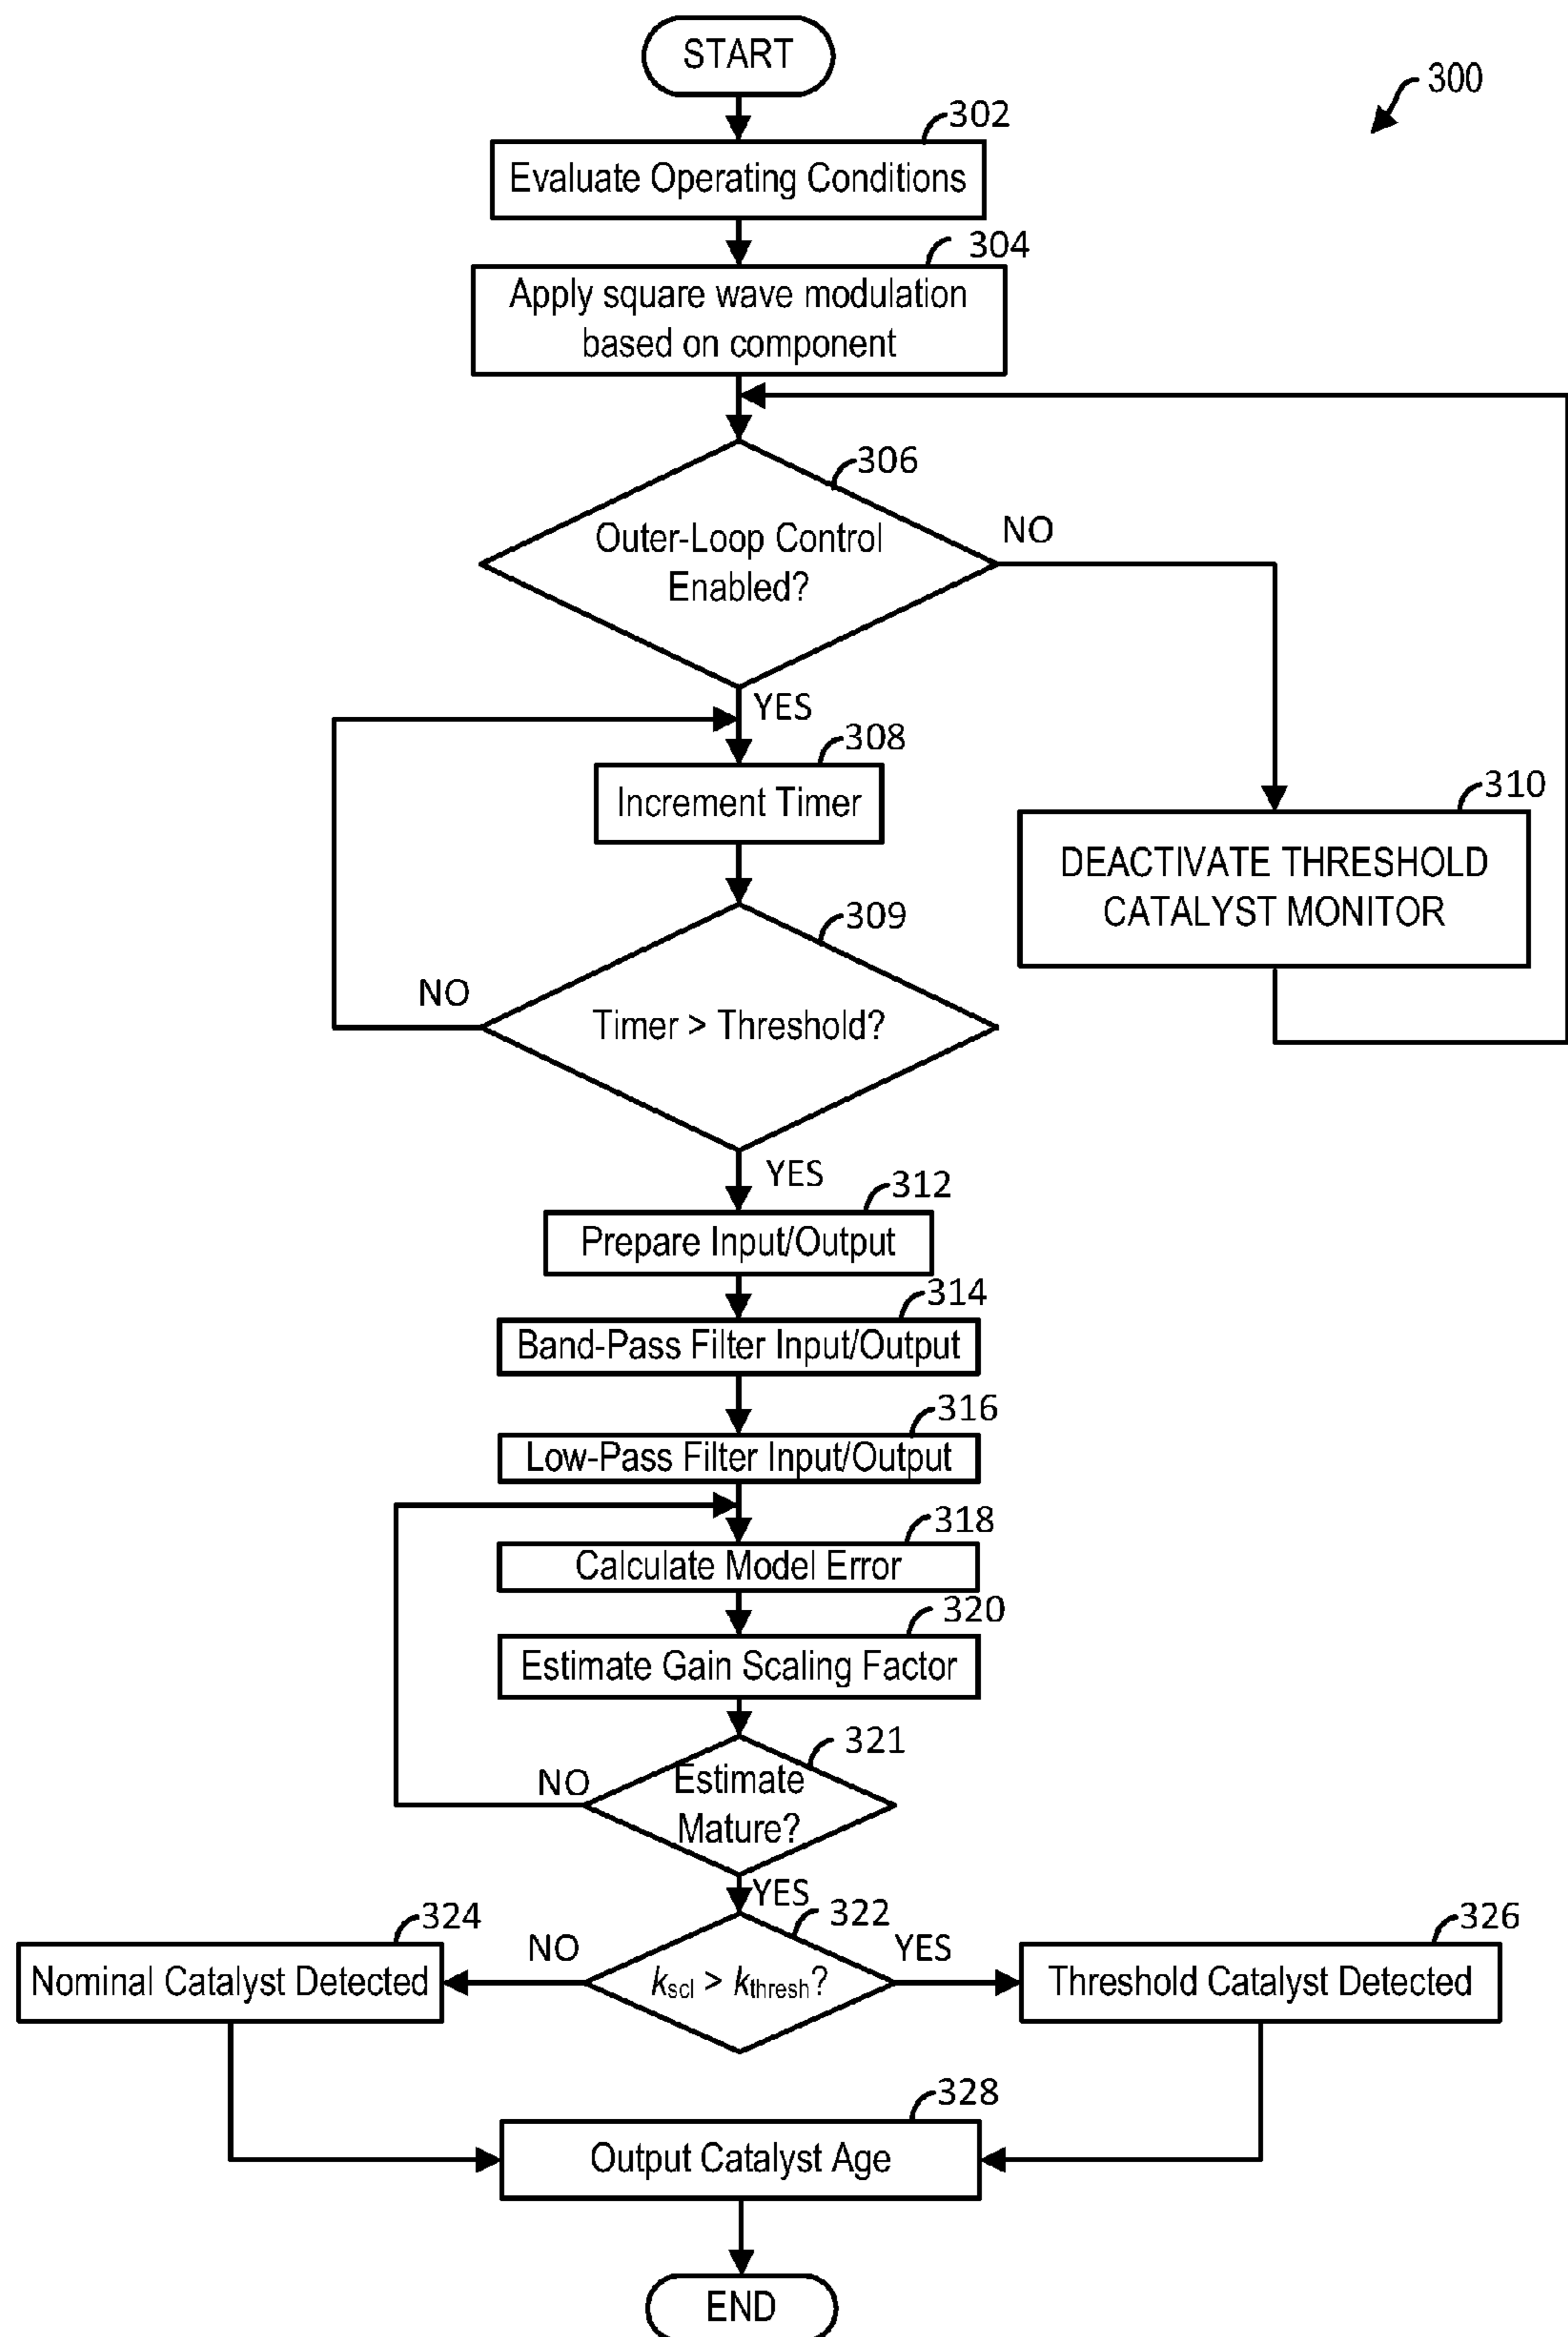 START
300
302
Evaluate Operating Conditions
304
Apply square wave modulation
based on component
306
Outer-Loop Control
Enabled?
NO
YES
308
Increment Timer
310
DEACTIVATE THRESHOLD
CATALYST MONITOR
309
Timer > Threshold?
NO
YES
312
Prepare Input/Output
314
Band-Pass Filter Input/Output
316
Low-Pass Filter Input/Output
318
Calculate Model Error
320
Estimate Gain Scaling Factor
321
Estimate
Mature?
NO
YES
322
kscl > kthresh?
NO
YES
324
Nominal Catalyst Detected
326
Threshold Catalyst Detected
328
Output Catalyst Age
END